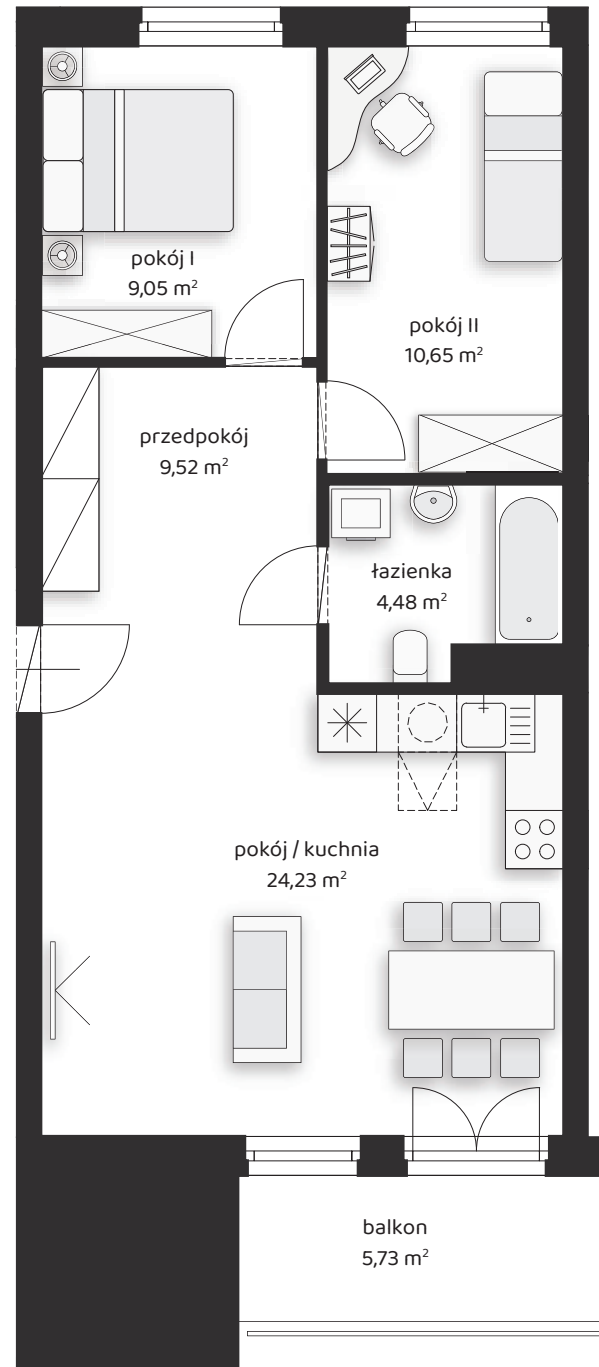 pokój I
9,05 m²
pokój II
10,65 m²
przedpokój
9,52 m²
łazienka
4,48 m²
pokój / kuchnia
24,23 m²
balkon
5,73 m²